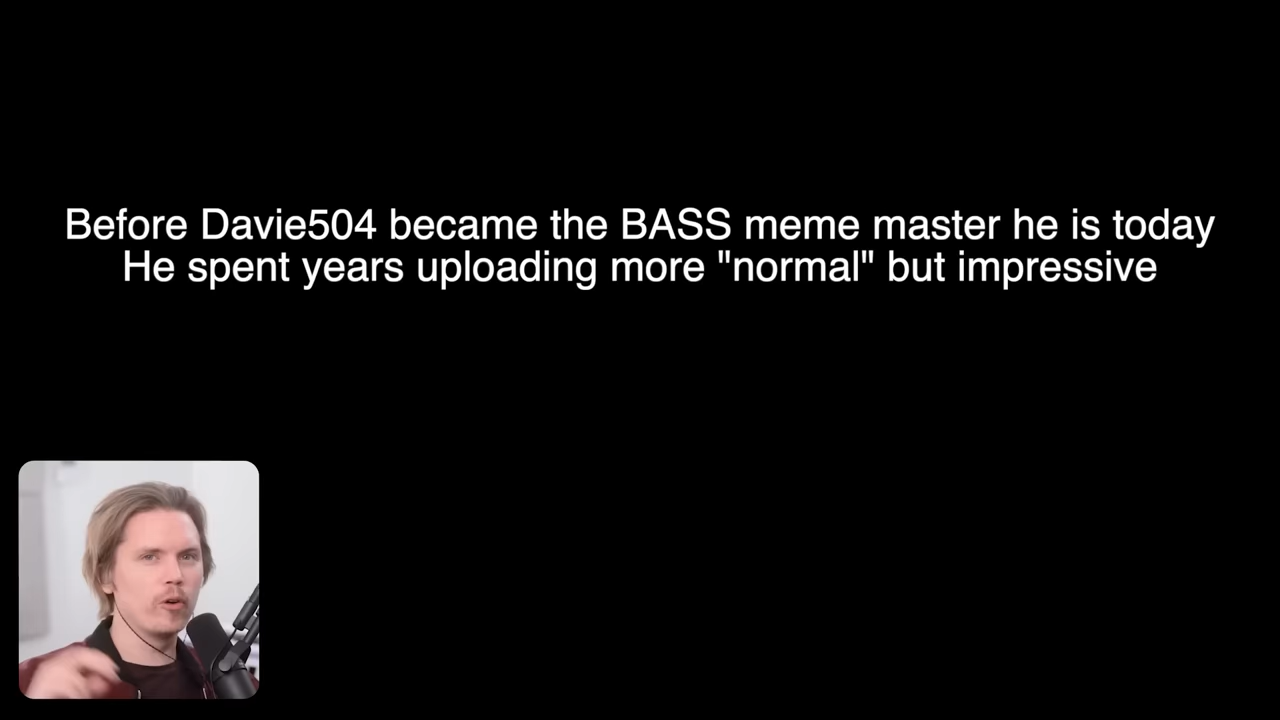 Before Davie504 became the BASS meme master he is today
He spent years uploading more "normal" but impressive